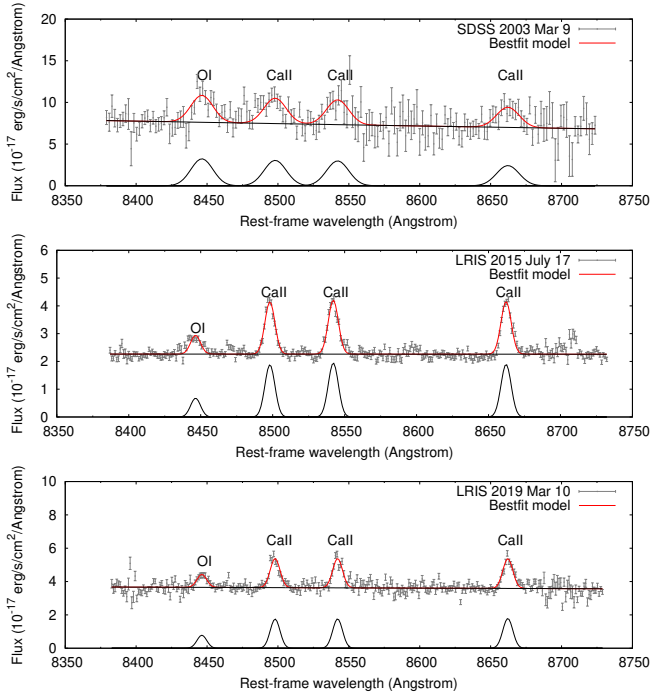 15
SDSS 2003 Mar 9
Bestfit model
OI
CaII
CaII
CaII
10
5
0
8350 8400 8450 8500 8550 8600 8650 8700 8750
Flux (10⁻¹⁷ erg/s/cm²/Angstrom)
Rest-frame wavelength (Angstrom)
6
LRIS 2015 July 17
Bestfit model
5
CaII
CaII
CaII
4
OI
3
2
1
0
8350 8400 8450 8500 8550 8600 8650 8700 8750
Flux (10⁻¹⁷ erg/s/cm²/Angstrom)
Rest-frame wavelength (Angstrom)
10
LRIS 2019 Mar 10
Bestfit model
8
CaII
CaII
CaII
6
OI
4
2
0
8350 8400 8450 8500 8550 8600 8650 8700 8750
Flux (10⁻¹⁷ erg/s/cm²/Angstrom)
Rest-frame wavelength (Angstrom)